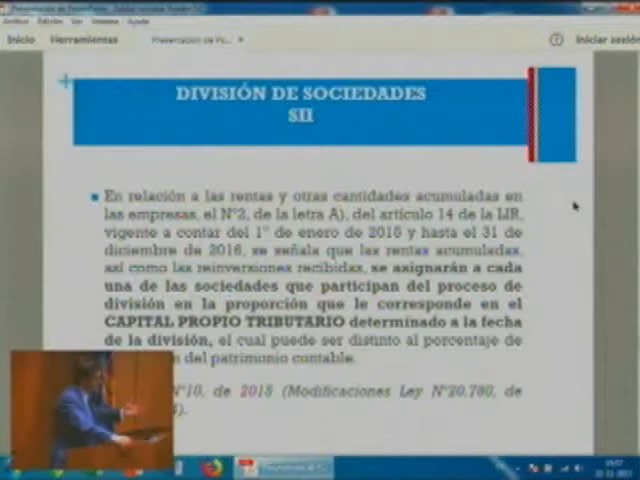 Inicio Herramientas Iniciar sesión
DIVISIÓN DE SOCIEDADES
SII
En relación a las rentas y otras cantidades acumuladas en
las empresas, el N°2, de la letra A), del artículo 14 de la LIR,
vigente a contar del 1° de enero de 2015 y hasta el 31 de
diciembre de 2016, se señala que las rentas acumuladas,
así como las reinversiones recibidas, se asignarán a cada
una de las sociedades que participan del proceso de
división en la proporción que le corresponde en el
CAPITAL PROPIO TRIBUTARIO determinado a la fecha
de la división, el cual puede ser distinto al porcentaje de
del patrimonio contable.
N°10, de 2015 (Modificaciones Ley N°20.780, de